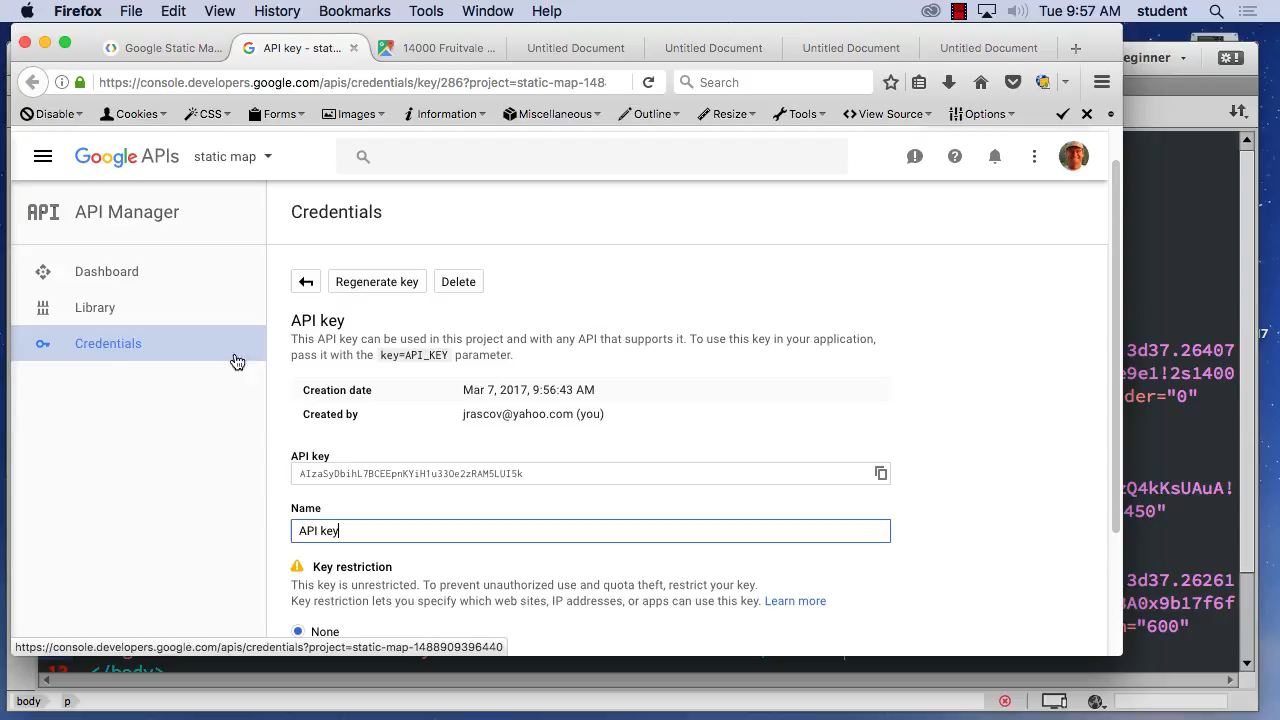 Firefox File Edit View History Bookmarks Tools Window Help Tue 9:57 AM student
Google Static Ma... API key - stat... 14000 Fruitvale... Untitled Document Untitled Document Untitled Document
eginner
https://console.developers.google.com/apis/credentials/key/286?project=static-map-148 Search
Disable Cookies CSS Forms Images Information Miscellaneous Outline Resize Tools View Source Options
Google APIs static map
API API Manager Credentials
Dashboard
Library
Credentials
Regenerate key Delete
API key
This API key can be used in this project and with any API that supports it. To use this key in your application,
pass it with the key=API_KEY parameter.
Creation date Mar 7, 2017, 9:56:43 AM
Created by jrascov@yahoo.com (you)
API key
AIzaSyDbihL7BCEEpnKYiH1u33Oe2zRAM5LUI5k
Name
API key
Key restriction
This key is unrestricted. To prevent unauthorized use and quota theft, restrict your key.
Key restriction lets you specify which web sites, IP addresses, or apps can use this key. Learn more
None
https://console.developers.google.com/apis/credentials?project=static-map-1488909396440
3d37.26407
e9e1!2s1400
der="0"
zQ4kKsUAuA!
450"
3d37.26261
BA0x9b17f6f
="600"
</body>
body p